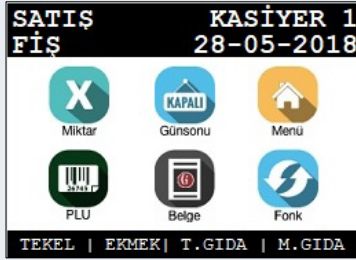 SATIŞ KASİYER 1
FİŞ 28-05-2018
KAPALI
Miktar Günsonu Menü
26745
PLU Belge Fonk
TEKEL | EKMEK| T.GIDA | M.GIDA